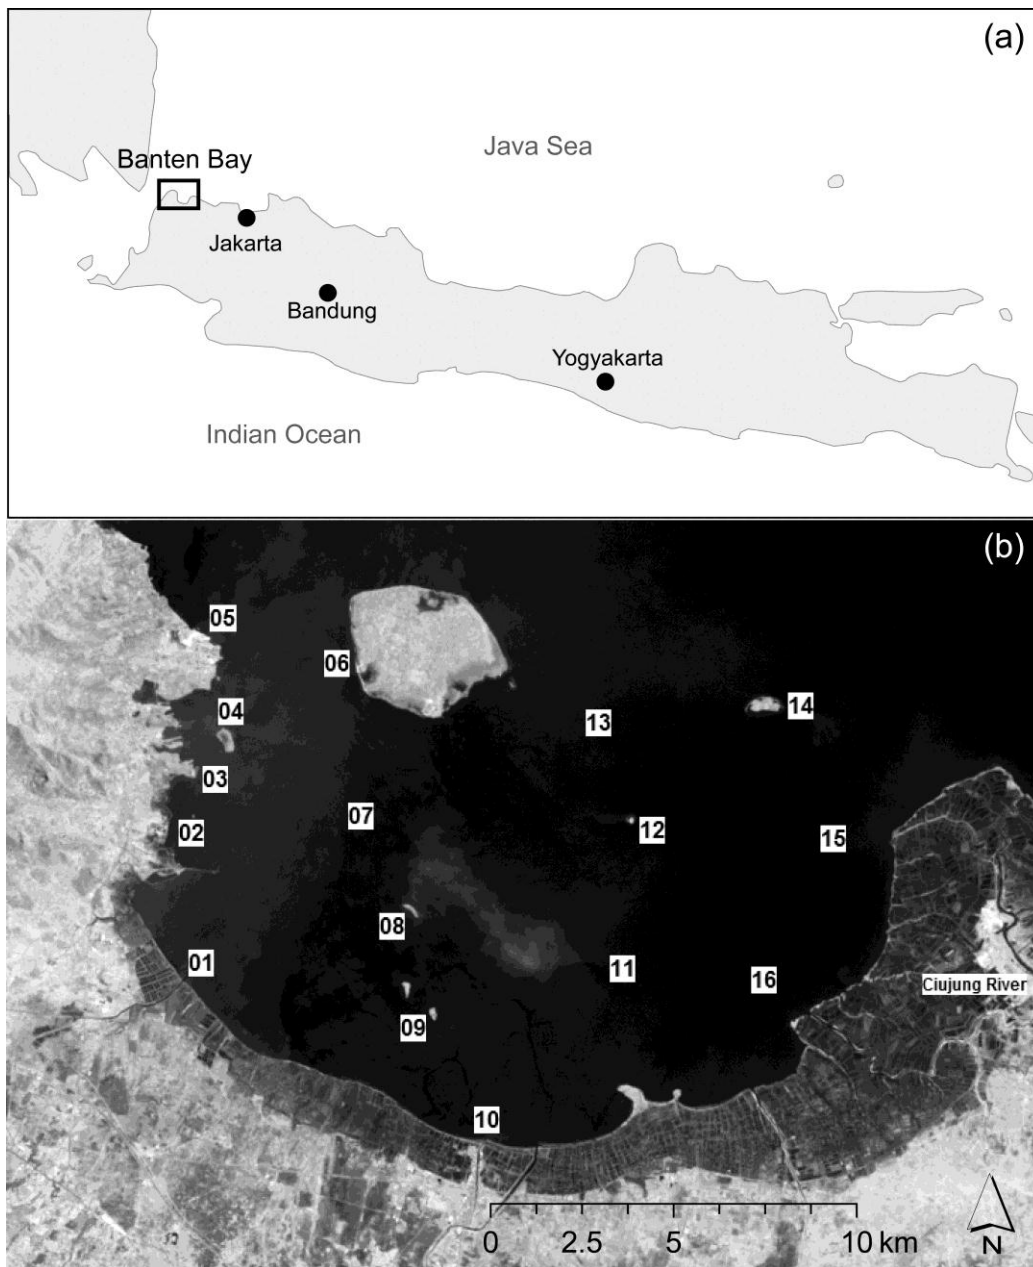 (a)
Java Sea
Banten Bay
Jakarta
Bandung
Yogyakarta
Indian Ocean
(b)
05
06
04
14
13
03
07
02
12
15
08
01
11
16
Ciujung River
09
10
0 2.5 5 10 km
N